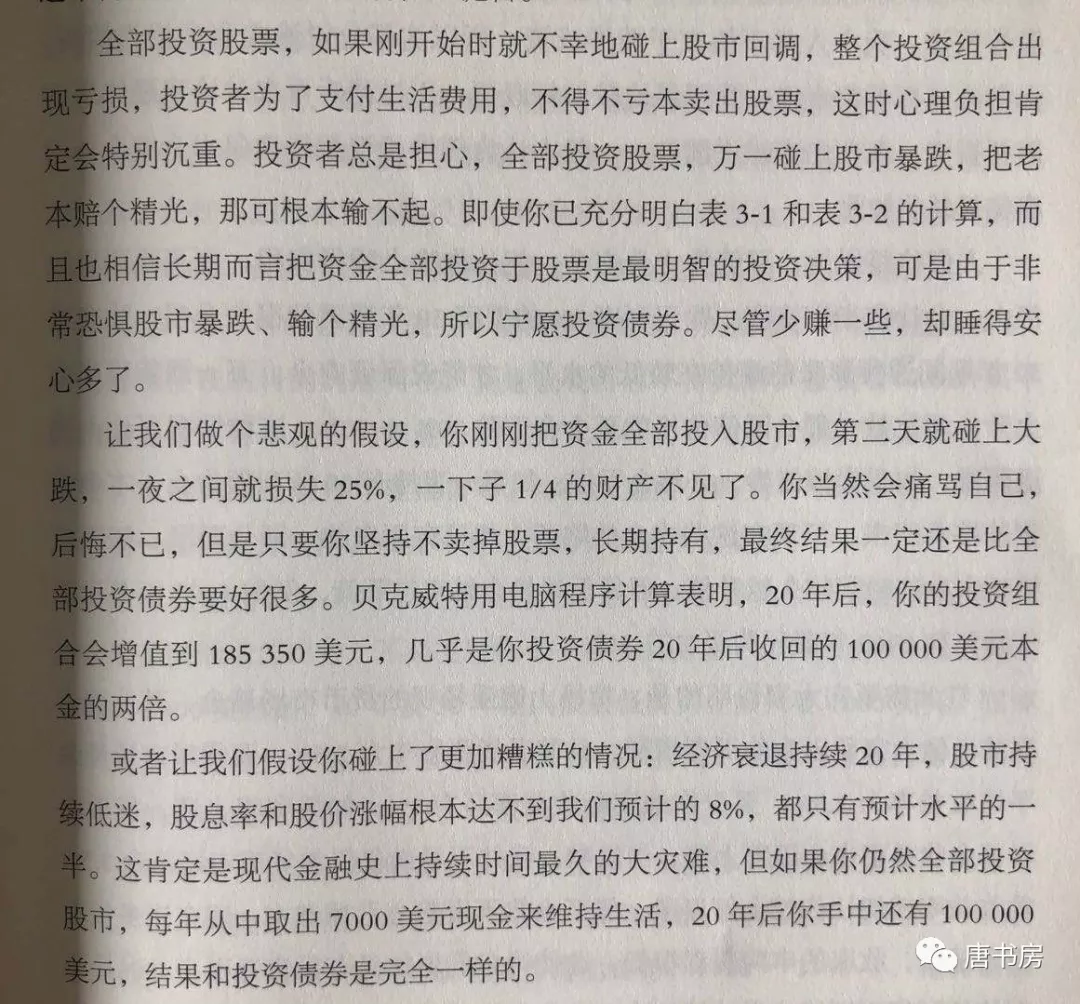 全部投资股票，如果刚开始时就不幸地碰上股市回调，整个投资组合出
现亏损，投资者为了支付生活费用，不得不亏本卖出股票，这时心理负担肯
定会特别沉重。投资者总是担心，全部投资股票，万一碰上股市暴跌，把老
本赔个精光，那可根本输不起。即使你已充分明白表 3-1 和表 3-2 的计算，而
且也相信长期而言把资金全部投资于股票是最明智的投资决策，可是由于非
常恐惧股市暴跌、输个精光，所以宁愿投资债券。尽管少赚一些，却睡得安
心多了。
让我们做个悲观的假设，你刚刚把资金全部投入股市，第二天就碰上大
跌，一夜之间就损失 25%，一下子 1/4 的财产不见了。你当然会痛骂自己，
后悔不已，但是只要你坚持不卖掉股票，长期持有，最终结果一定还是比全
部投资债券要好很多。贝克威特用电脑程序计算表明，20 年后，你的投资组
合会增值到 185 350 美元，几乎是你投资债券 20 年后收回的 100 000 美元本
金的两倍。
或者让我们假设你碰上了更加糟糕的情况：经济衰退持续 20 年，股市持
续低迷，股息率和股价涨幅根本达不到我们预计的 8%，都只有预计水平的一
半。这肯定是现代金融史上持续时间最久的大灾难，但如果你仍然全部投资
股市，每年从中取出 7000 美元现金来维持生活，20 年后你手中还有 100 000
美元，结果和投资债券是完全一样的。
唐书房